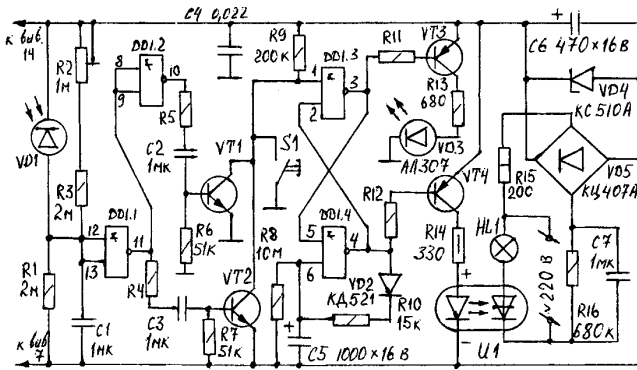 к выв. 14
C4 0,022
R2 1м
VD1
R3 2м
R1 2м
к выв. 7
C1 1мк
DD1.1
12
13
11
&
DD1.2
8
9
10
&
R5
C2 1мк
R6 51к
R4
C3 1мк
VT1
VT2
R7 51к
R9 200к
S1
R8 10м
DD1.3
1
2
3
&
DD1.4
5
6
4
&
C5 1000×16В
VD2
КД521
R10 15к
R11
R12
VT3
R13 680
VD3
АЛ307
VT4
R14 330
+
−
U1
C6 470×16В
+
VD4
КС510А
VD5
КЦ407А
R15 200
HL1
~220В
R16 680к
C7 1мк
+